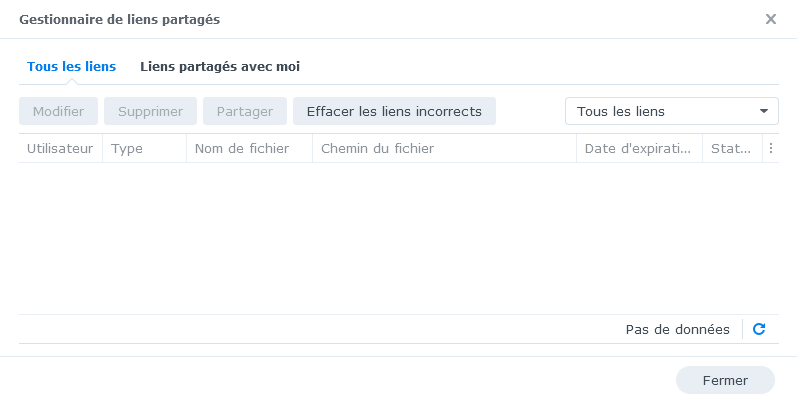 Gestionnaire de liens partagés
Tous les liens Liens partagés avec moi
Modifier Supprimer Partager Effacer les liens incorrects Tous les liens
Utilisateur Type Nom de fichier Chemin du fichier Date d'expirati... Stat...
Pas de données
Fermer